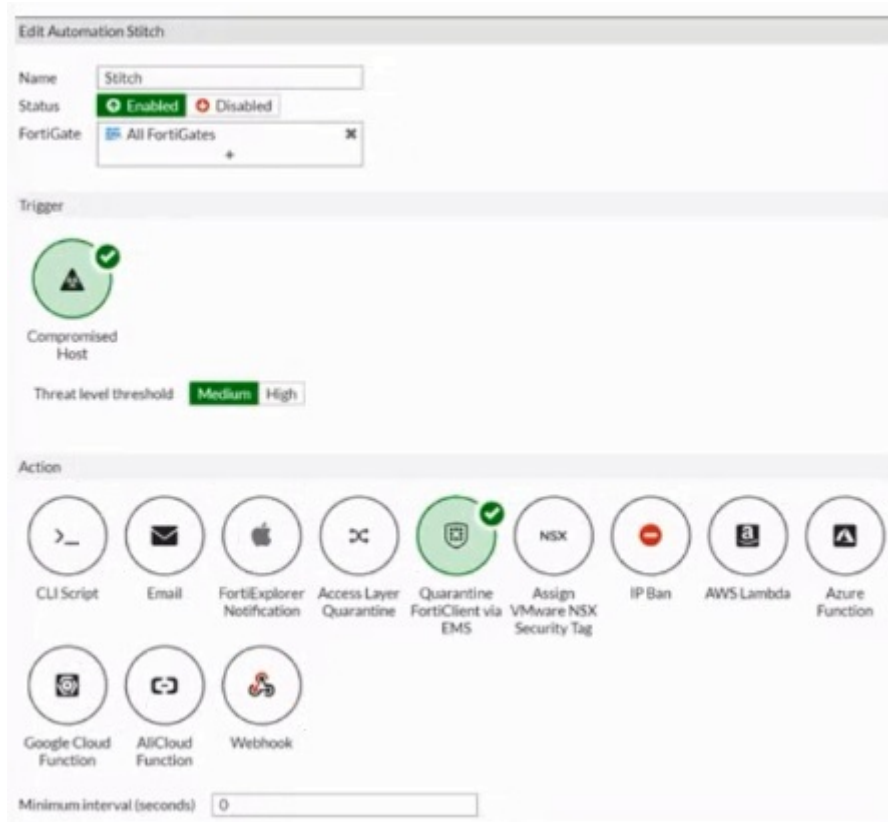 Edit Automation Stitch
Name Stitch
Status Enabled Disabled
FortiGate All FortiGates
+
Trigger
Compromised
Host
Threat level threshold Medium High
Action
>_ NSX a
CLI Script Email FortiExplorer Access Layer Quarantine Assign IP Ban AWS Lambda Azure
Notification Quarantine FortiClient via VMware NSX Function
EMS Security Tag
Google Cloud AliCloud Webhook
Function Function
Minimum interval (seconds) 0